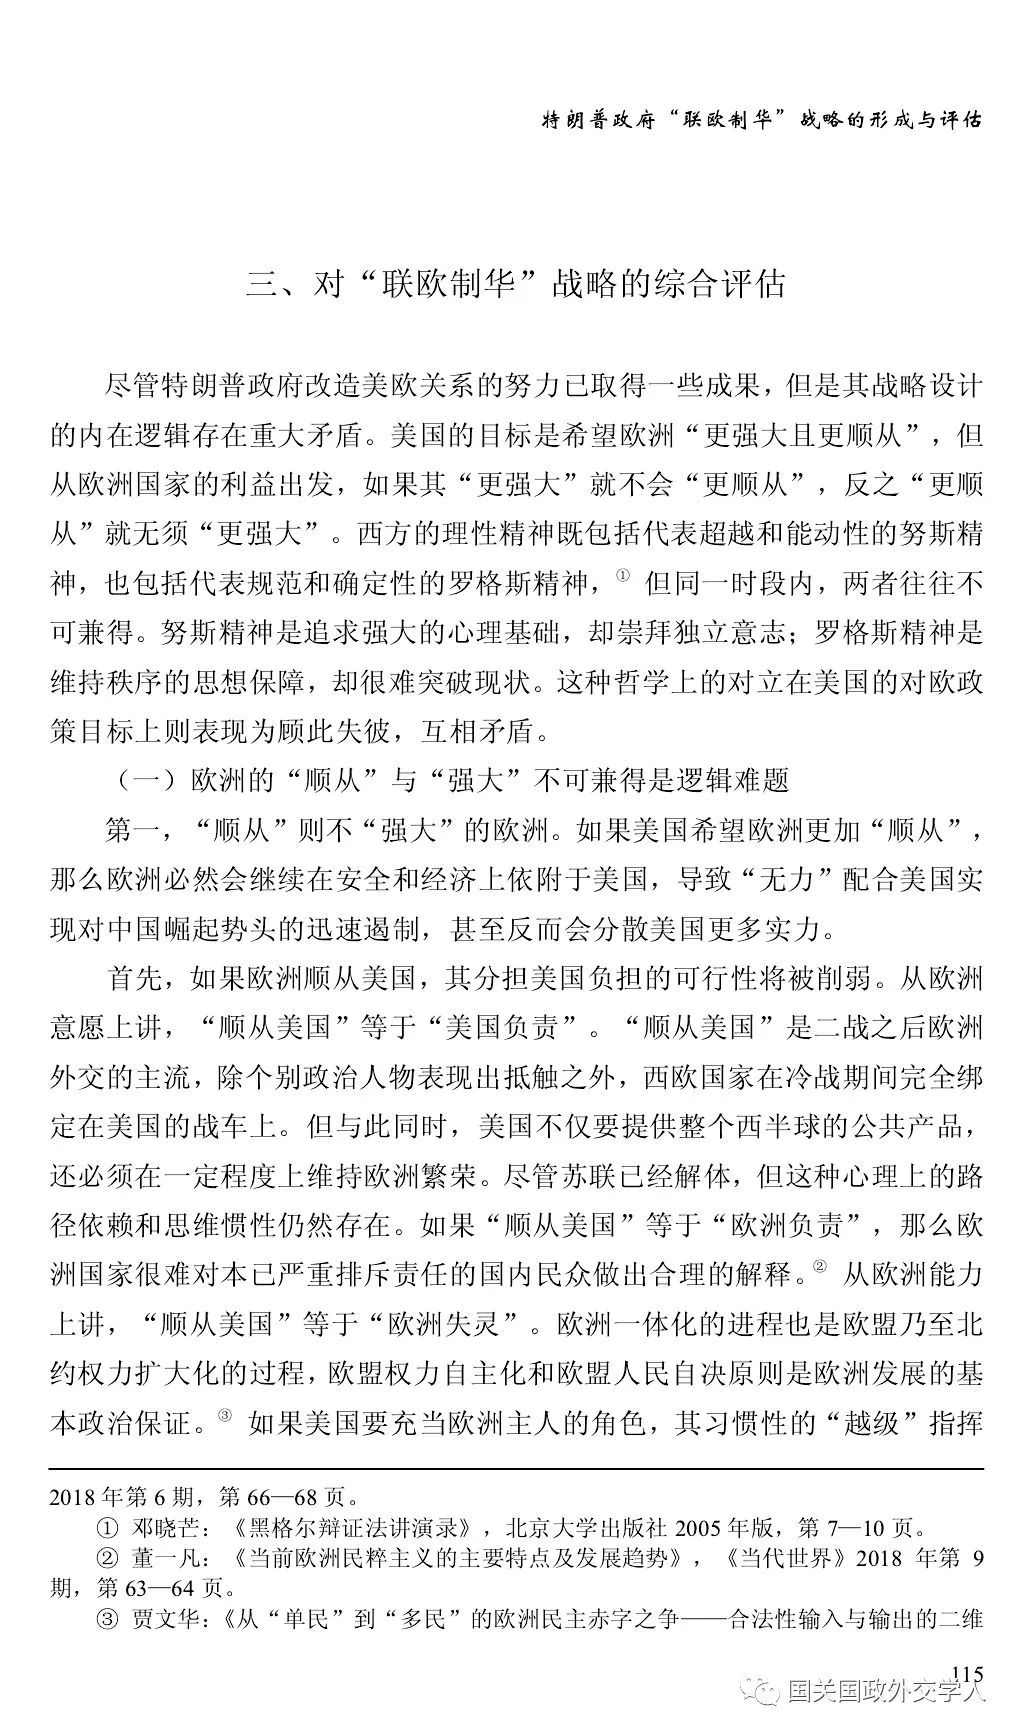 特朗普政府“联欧制华”战略的形成与评估
三、对“联欧制华”战略的综合评估
尽管特朗普政府改造美欧关系的努力已取得一些成果，但是其战略设计
的内在逻辑存在重大矛盾。美国的目标是希望欧洲“更强大且更顺从”，但
从欧洲国家的利益出发，如果其“更强大”就不会“更顺从”，反之“更顺
从”就无须“更强大”。西方的理性精神既包括代表超越和能动性的努斯精
神，也包括代表规范和确定性的罗格斯精神，① 但同一时段内，两者往往不
可兼得。努斯精神是追求强大的心理基础，却崇拜独立意志；罗格斯精神是
维持秩序的思想保障，却很难突破现状。这种哲学上的对立在美国的对欧政
策目标上则表现为顾此失彼，互相矛盾。
（一）欧洲的“顺从”与“强大”不可兼得是逻辑难题
第一，“顺从”则不“强大”的欧洲。如果美国希望欧洲更加“顺从”，
那么欧洲必然会继续在安全和经济上依附于美国，导致“无力”配合美国实
现对中国崛起势头的迅速遏制，甚至反而会分散美国更多实力。
首先，如果欧洲顺从美国，其分担美国负担的可行性将被削弱。从欧洲
意愿上讲，“顺从美国”等于“美国负责”。“顺从美国”是二战之后欧洲
外交的主流，除个别政治人物表现出抵触之外，西欧国家在冷战期间完全绑
定在美国的战车上。但与此同时，美国不仅要提供整个西半球的公共产品，
还必须在一定程度上维持欧洲繁荣。尽管苏联已经解体，但这种心理上的路
径依赖和思维惯性仍然存在。如果“顺从美国”等于“欧洲负责”，那么欧
洲国家很难对本已严重排斥责任的国内民众做出合理的解释。② 从欧洲能力
上讲，“顺从美国”等于“欧洲失灵”。欧洲一体化的进程也是欧盟乃至北
约权力扩大化的过程，欧盟权力自主化和欧盟人民自决原则是欧洲发展的基
本政治保证。③ 如果美国要充当欧洲主人的角色，其习惯性的“越级”指挥
2018 年第 6 期，第 66—68 页。
① 邓晓芒：《黑格尔辩证法讲演录》，北京大学出版社 2005 年版，第 7—10 页。
② 董一凡：《当前欧洲民粹主义的主要特点及发展趋势》，《当代世界》2018 年第 9
期，第 63—64 页。
③ 贾文华：《从“单民”到“多民”的欧洲民主赤字之争——合法性输入与输出的二维
115
国关国政外交学人